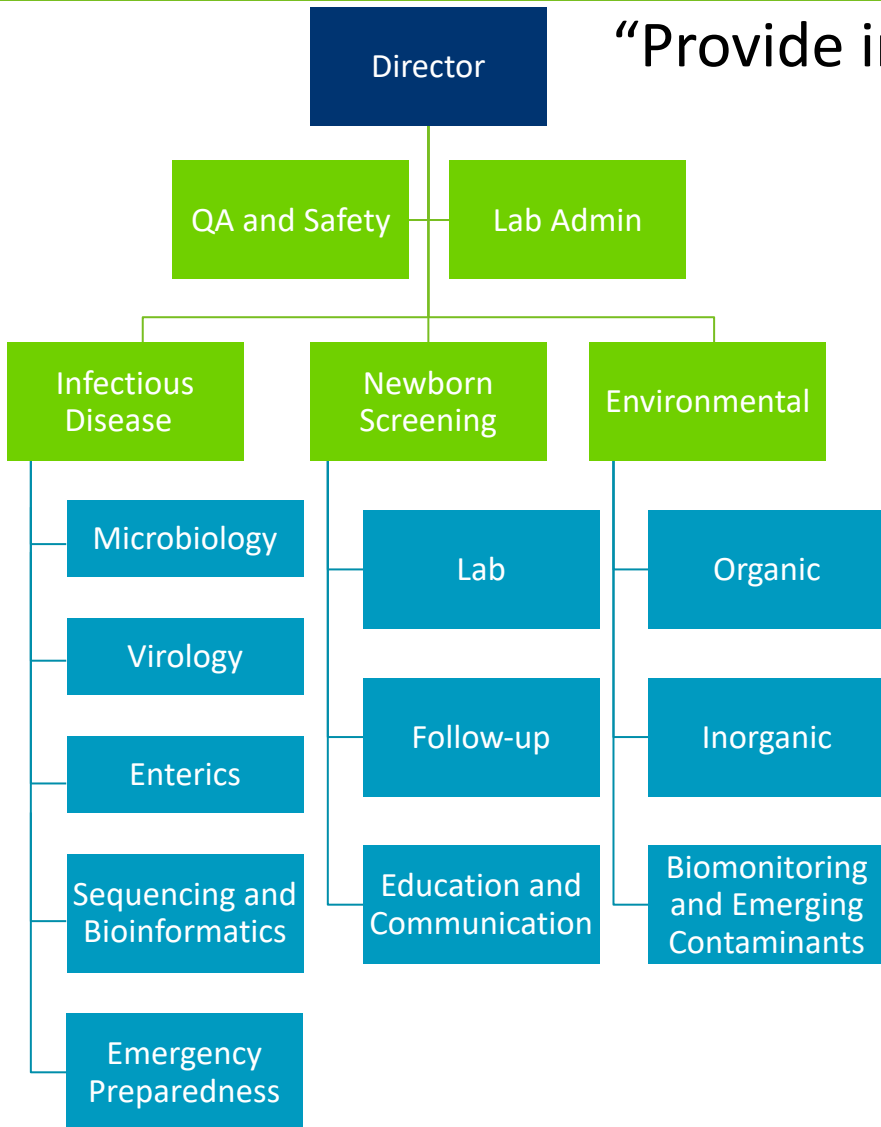 Director
“Provide i
QA and Safety
Lab Admin
Infectious
Disease
Newborn
Screening
Environmental
Microbiology
Virology
Enterics
Sequencing and
Bioinformatics
Emergency
Preparedness
Lab
Follow-up
Education and
Communication
Organic
Inorganic
Biomonitoring
and Emerging
Contaminants